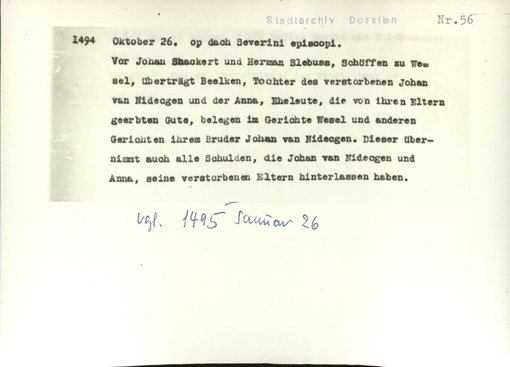 Stadtarchiv Dorsten Nr.56
1494 Oktober 26. op dach Severini episcopi.
Vor Johan Shackert und Herman Slebuss, Schöffen zu We=
sel, überträgt Beelken, Tochter des verstorbenen Johan
van Nideogen und der Anna, Eheleute, die von ihren Eltern
geerbten Gute, belegen im Gerichte Wesel und anderen
Gerichten ihrem Bruder Johan van Nideogen. Dieser über-
nimmt auch alle Schulden, die Johan van Nideogen und
Anna, seine verstorbenen Eltern hinterlassen haben.
vgl. 1495 Januar 26